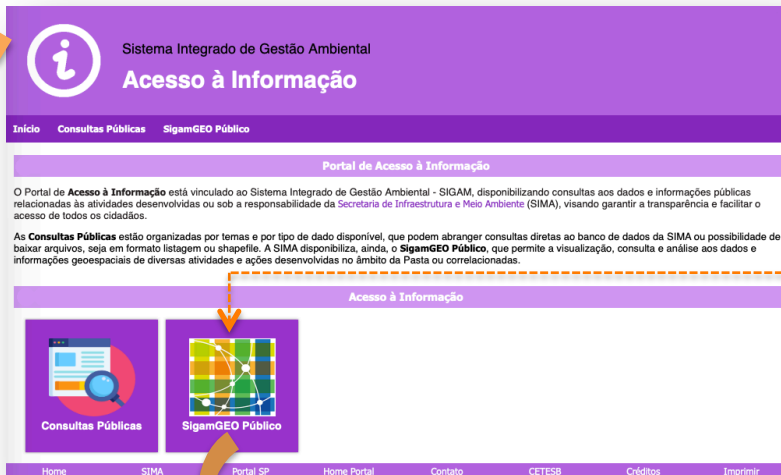 Sistema Integrado de Gestão Ambiental
Acesso à Informação
Início Consultas Públicas SigamGEO Público
Portal de Acesso à Informação
O Portal de Acesso à Informação está vinculado ao Sistema Integrado de Gestão Ambiental - SIGAM, disponibilizando consultas aos dados e informações públicas
relacionadas às atividades desenvolvidas ou sob a responsabilidade da Secretaria de Infraestrutura e Meio Ambiente (SIMA), visando garantir a transparência e facilitar o
acesso de todos os cidadãos.
As Consultas Públicas estão organizadas por temas e por tipo de dado disponível, que podem abranger consultas diretas ao banco de dados da SIMA ou possibilidade de
baixar arquivos, seja em formato listagem ou shapefile. A SIMA disponibiliza, ainda, o SigamGEO Público, que permite a visualização, consulta e análise aos dados e
informações geoespaciais de diversas atividades e ações desenvolvidas no âmbito da Pasta ou correlacionadas.
Acesso à Informação
Consultas Públicas SigamGEO Público
Home SIMA Portal SP Home Portal Contato CETESB Créditos Imprimir